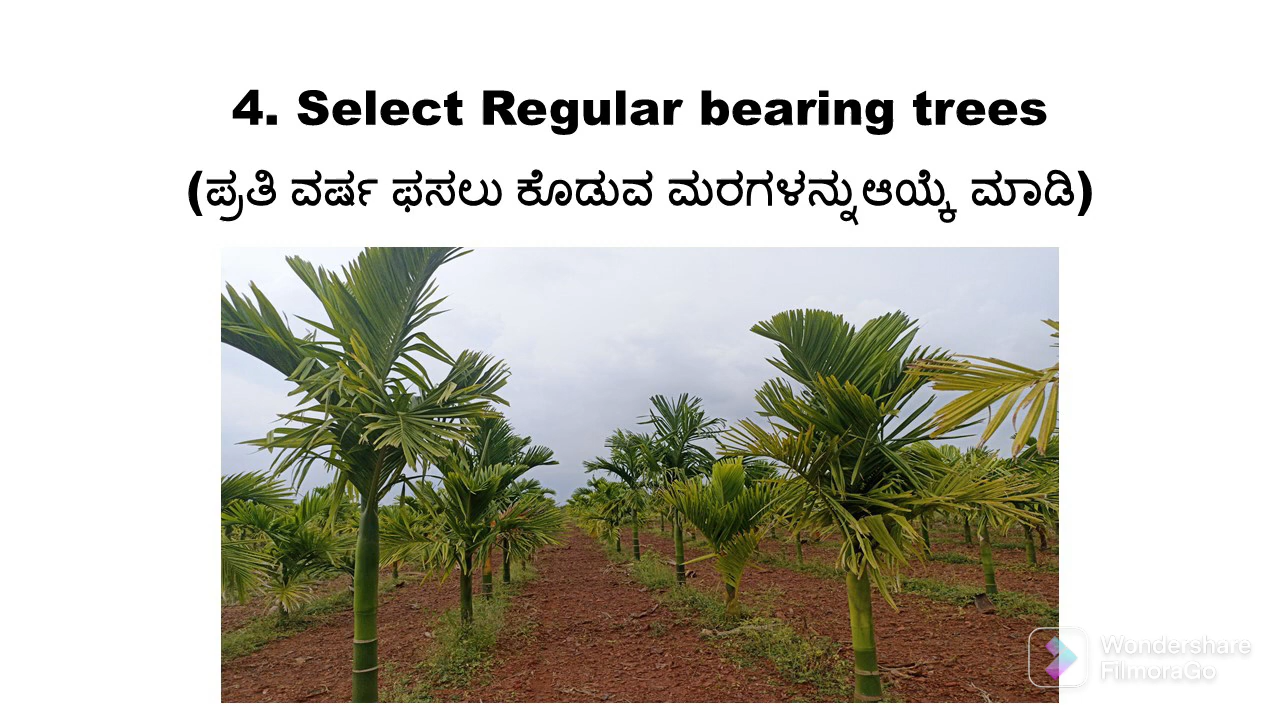 4. Select Regular bearing trees
(ಪ್ರತಿ ವರ್ಷ ಫಸಲು ಕೊಡುವ ಮರಗಳನ್ನು ಆಯ್ಕೆ ಮಾಡಿ)
Wondershare
FilmoraGo